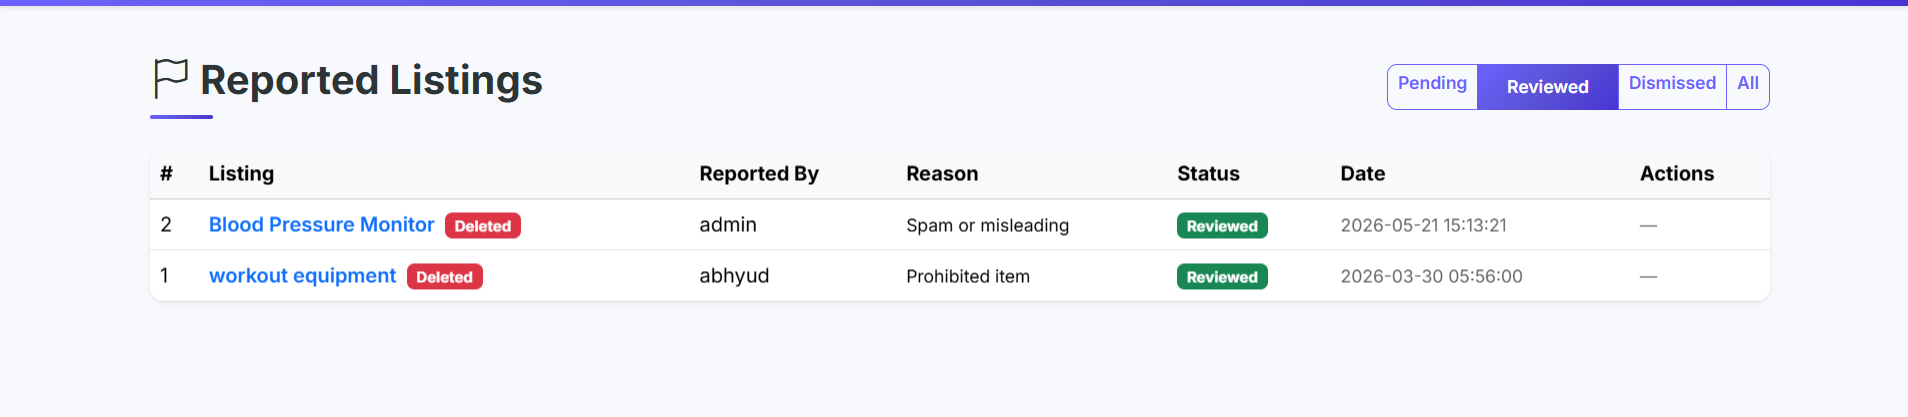 Reported Listings
Pending Reviewed Dismissed All
# Listing Reported By Reason Status Date Actions
2 Blood Pressure Monitor Deleted admin Spam or misleading Reviewed 2026-05-21 15:13:21 —
1 workout equipment Deleted abhyud Prohibited item Reviewed 2026-03-30 05:56:00 —